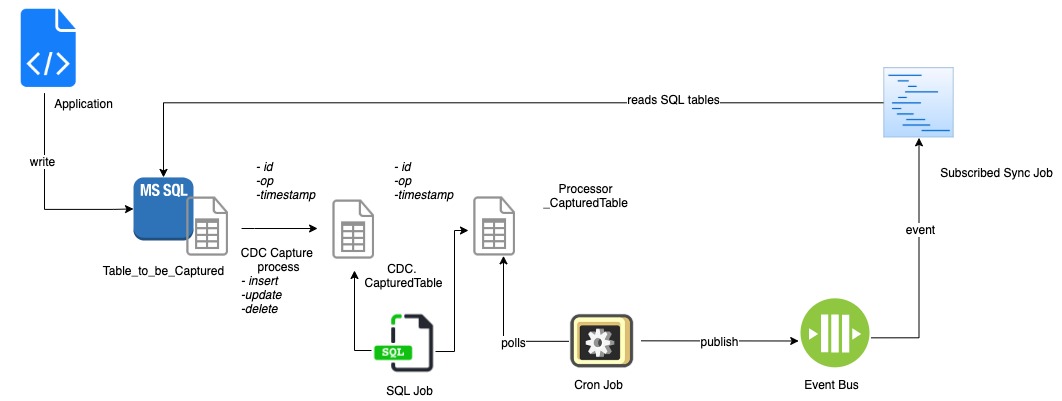 Application
reads SQL tables
write
- id
-op
-timestamp
- id
-op
-timestamp
Subscribed Sync Job
MS SQL
Processor
_CapturedTable
event
CDC Capture
process
- insert
-update
-delete
Table_to_be_Captured
CDC.
CapturedTable
SQL
SQL Job
polls
Cron Job
publish
Event Bus